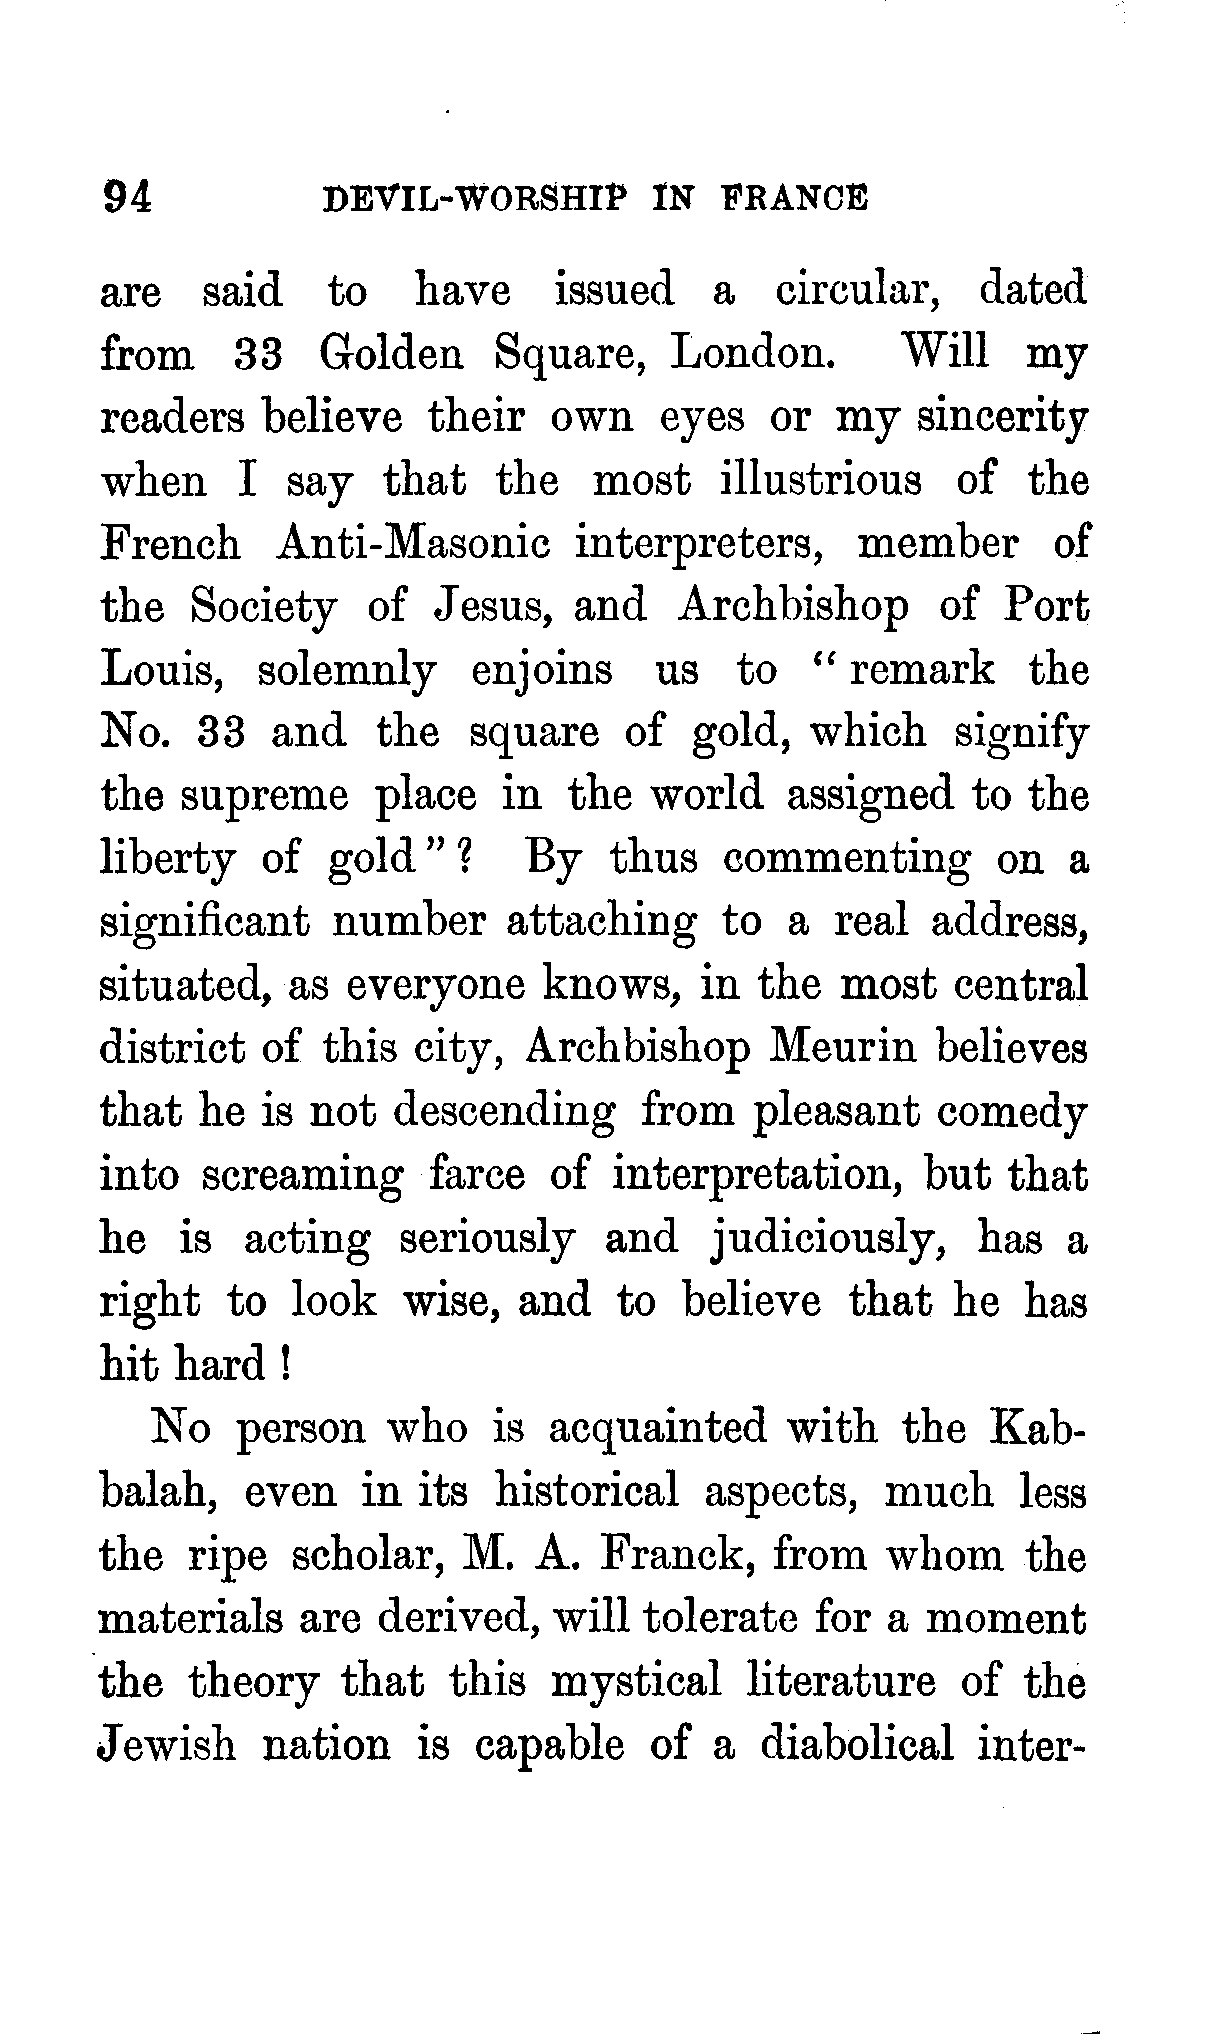 94 DEVIL-WORSHIP IN FRANCE
are said to have issued a circular, dated
from 33 Golden Square, London. Will my
readers believe their own eyes or my sincerity
when I say that the most illustrious of the
French Anti-Masonic interpreters, member of
the Society of Jesus, and Archbishop of Port
Louis, solemnly enjoins us to “ remark the
No. 33 and the square of gold, which signify
the supreme place in the world assigned to the
liberty of gold ” ? By thus commenting on a
significant number attaching to a real address,
situated, as everyone knows, in the most central
district of this city, Archbishop Meurin believes
that he is not descending from pleasant comedy
into screaming farce of interpretation, but that
he is acting seriously and judiciously, has a
right to look wise, and to believe that he has
hit hard !
No person who is acquainted with the Kab-
balah, even in its historical aspects, much less
the ripe scholar, M. A. Franck, from whom the
materials are derived, will tolerate for a moment
the theory that this mystical literature of the
Jewish nation is capable of a diabolical inter-